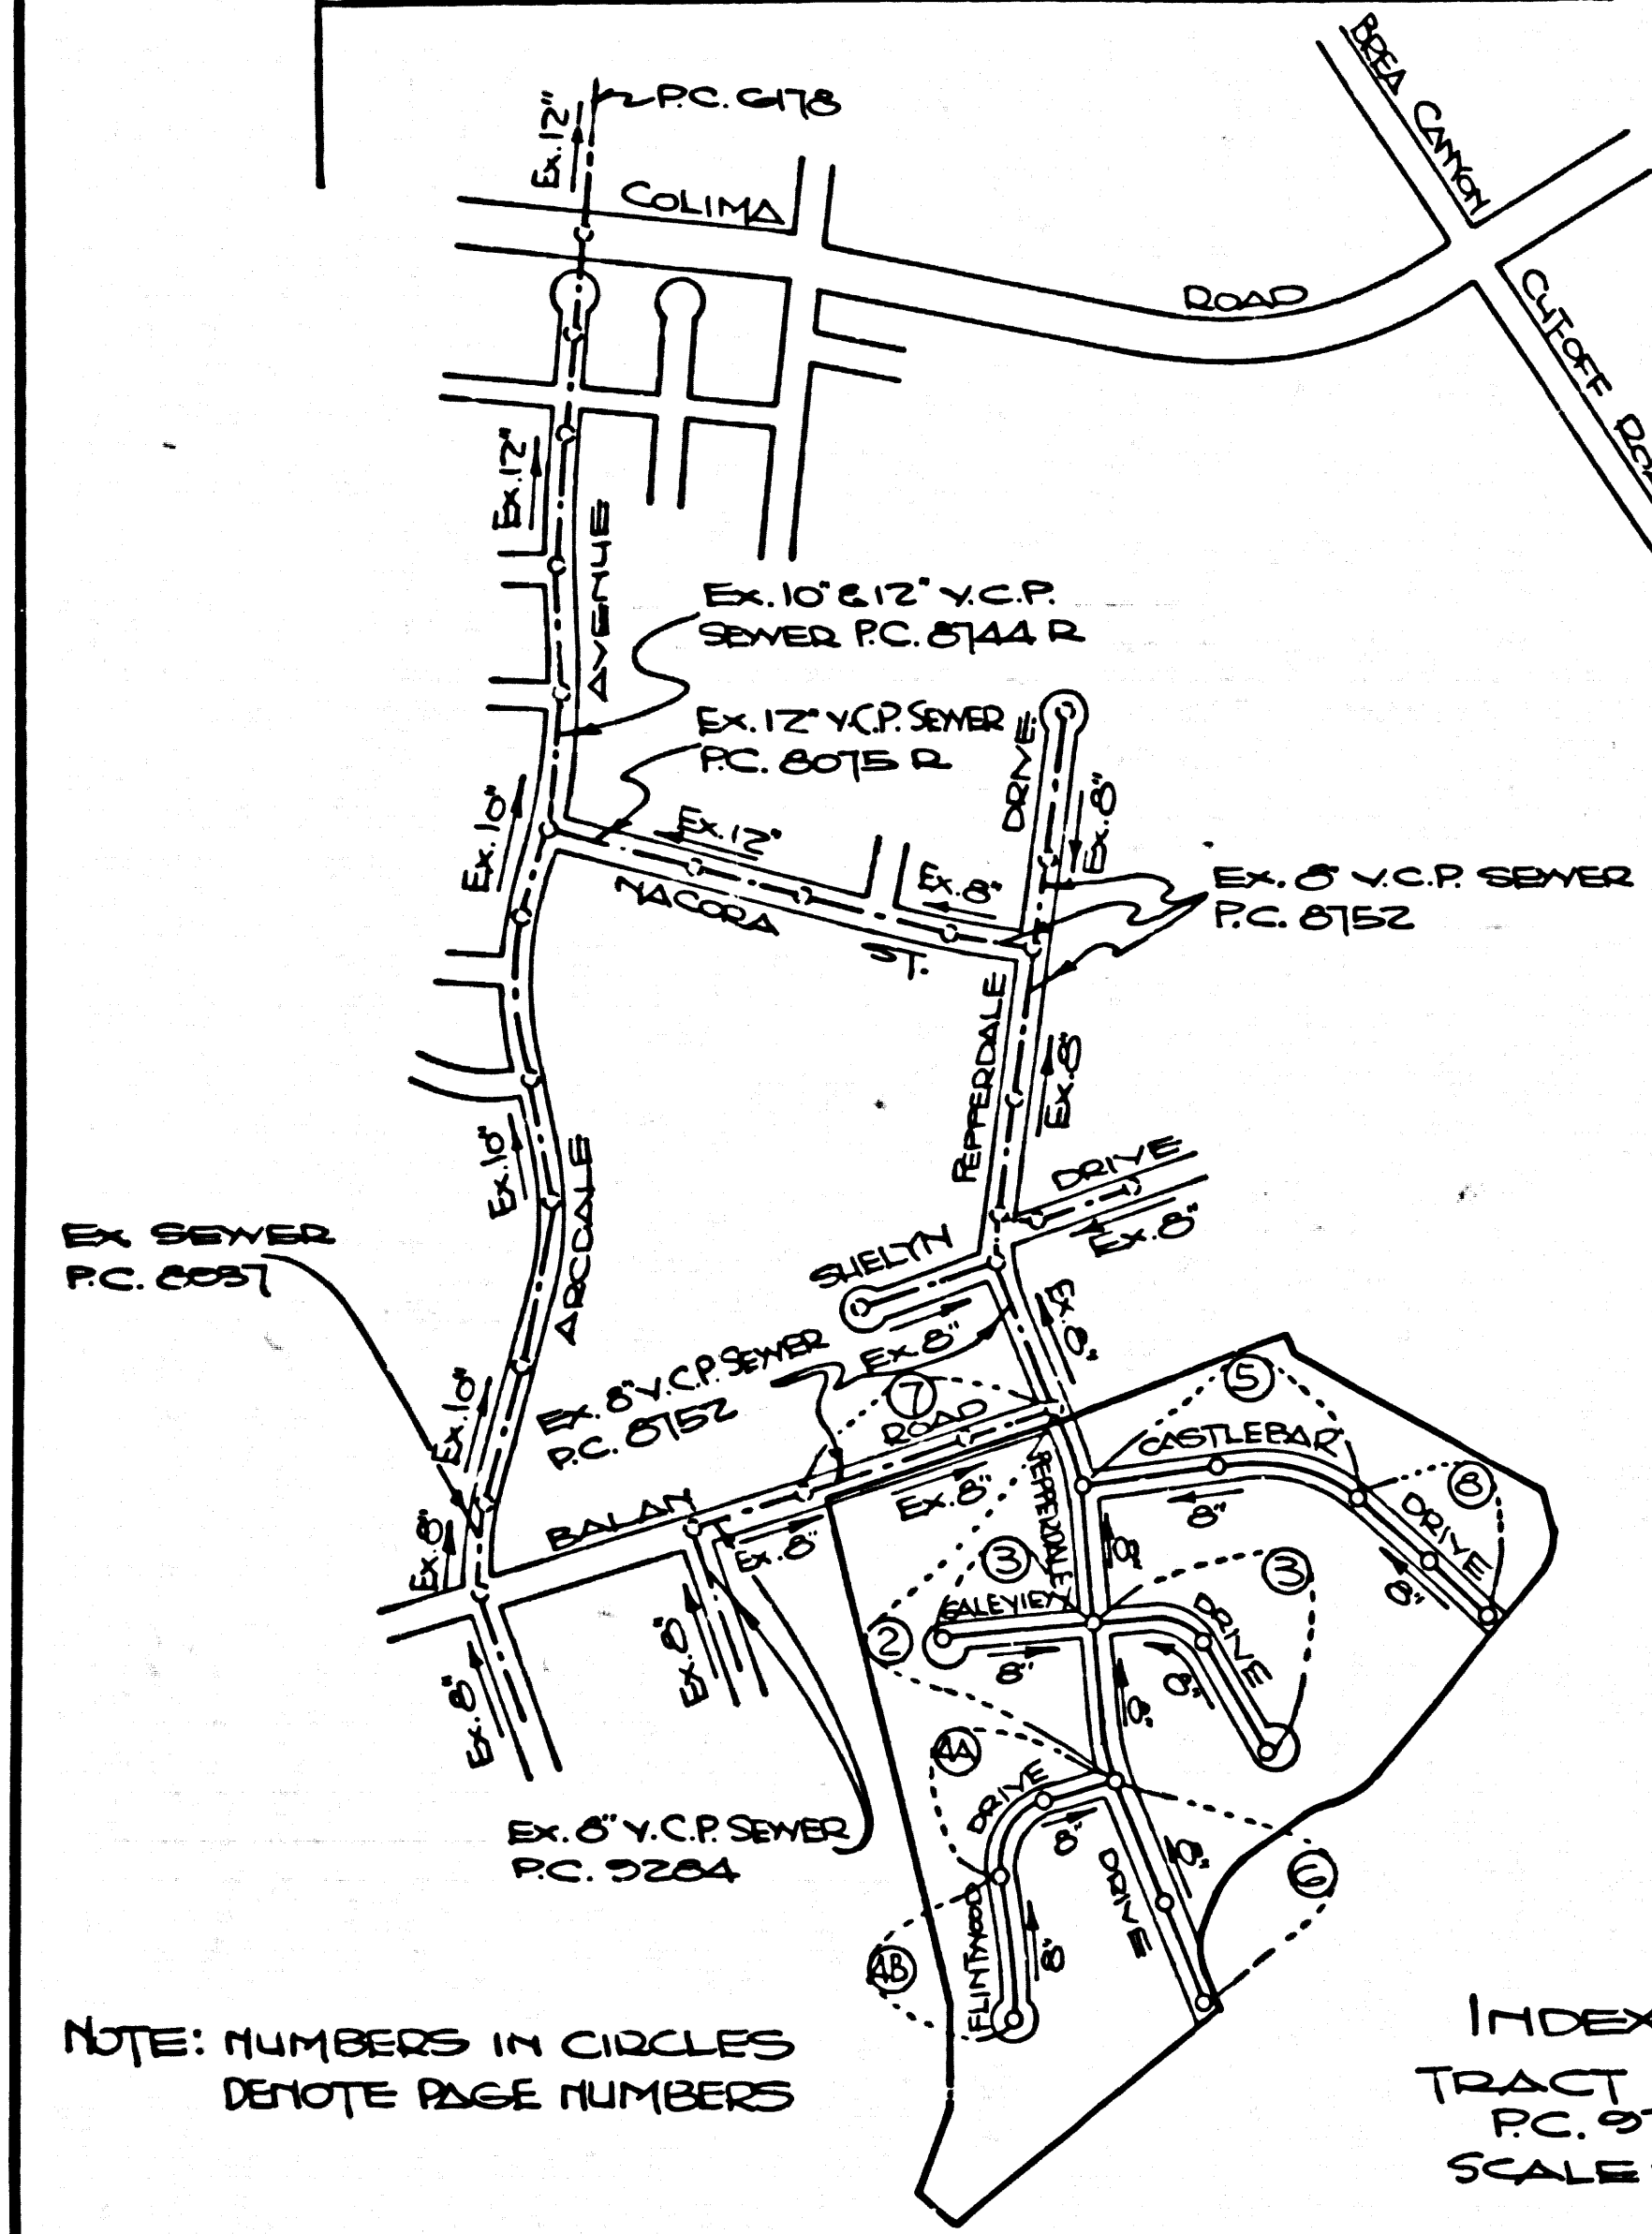 P.C. 6178
Ex. 12"
COLIMA
ROAD
BREA CANYON
CUTOFF
Ex. 12"
AVENUE
Ex. 10" & 12" V.C.P.
SEWER P.C. 8744 R
Ex. 12" V.C.P. SEWER
P.C. 8075 R
DRIVE
Ex. 8"
Ex. 10"
Ex. 12"
NACORA
ST.
Ex. 8"
EX. 8" V.C.P. SEWER
P.C. 8752
PEPPERDALE
Ex. 8"
Ex. 10"
ARCDALE
DRIVE
Ex. 8"
SHELYN
Ex. 8"
Ex. 8"
EX SEWER
P.C. 8037
Ex. 10"
Ex. 8" V.C.P. SEWER
P.C. 8752
7
ROAD
BALAN
Ex. 8"
Ex. 8"
Ex. 8"
Ex. 8"
Ex. 8"
5
CASTLEBAR
DRIVE
8
8"
8"
PEPPERDALE
8"
3
3
2
GALEVIEW
DRIVE
8"
8"
8"
4A
DRIVE
8"
8"
DRIVE
6
EX. 8" V.C.P. SEWER
P.C. 9284
4B
FLINTWOOD
8"
NOTE: NUMBERS IN CIRCLES
DENOTE PAGE NUMBERS
INDEX
TRACT
P.C.
SCALE